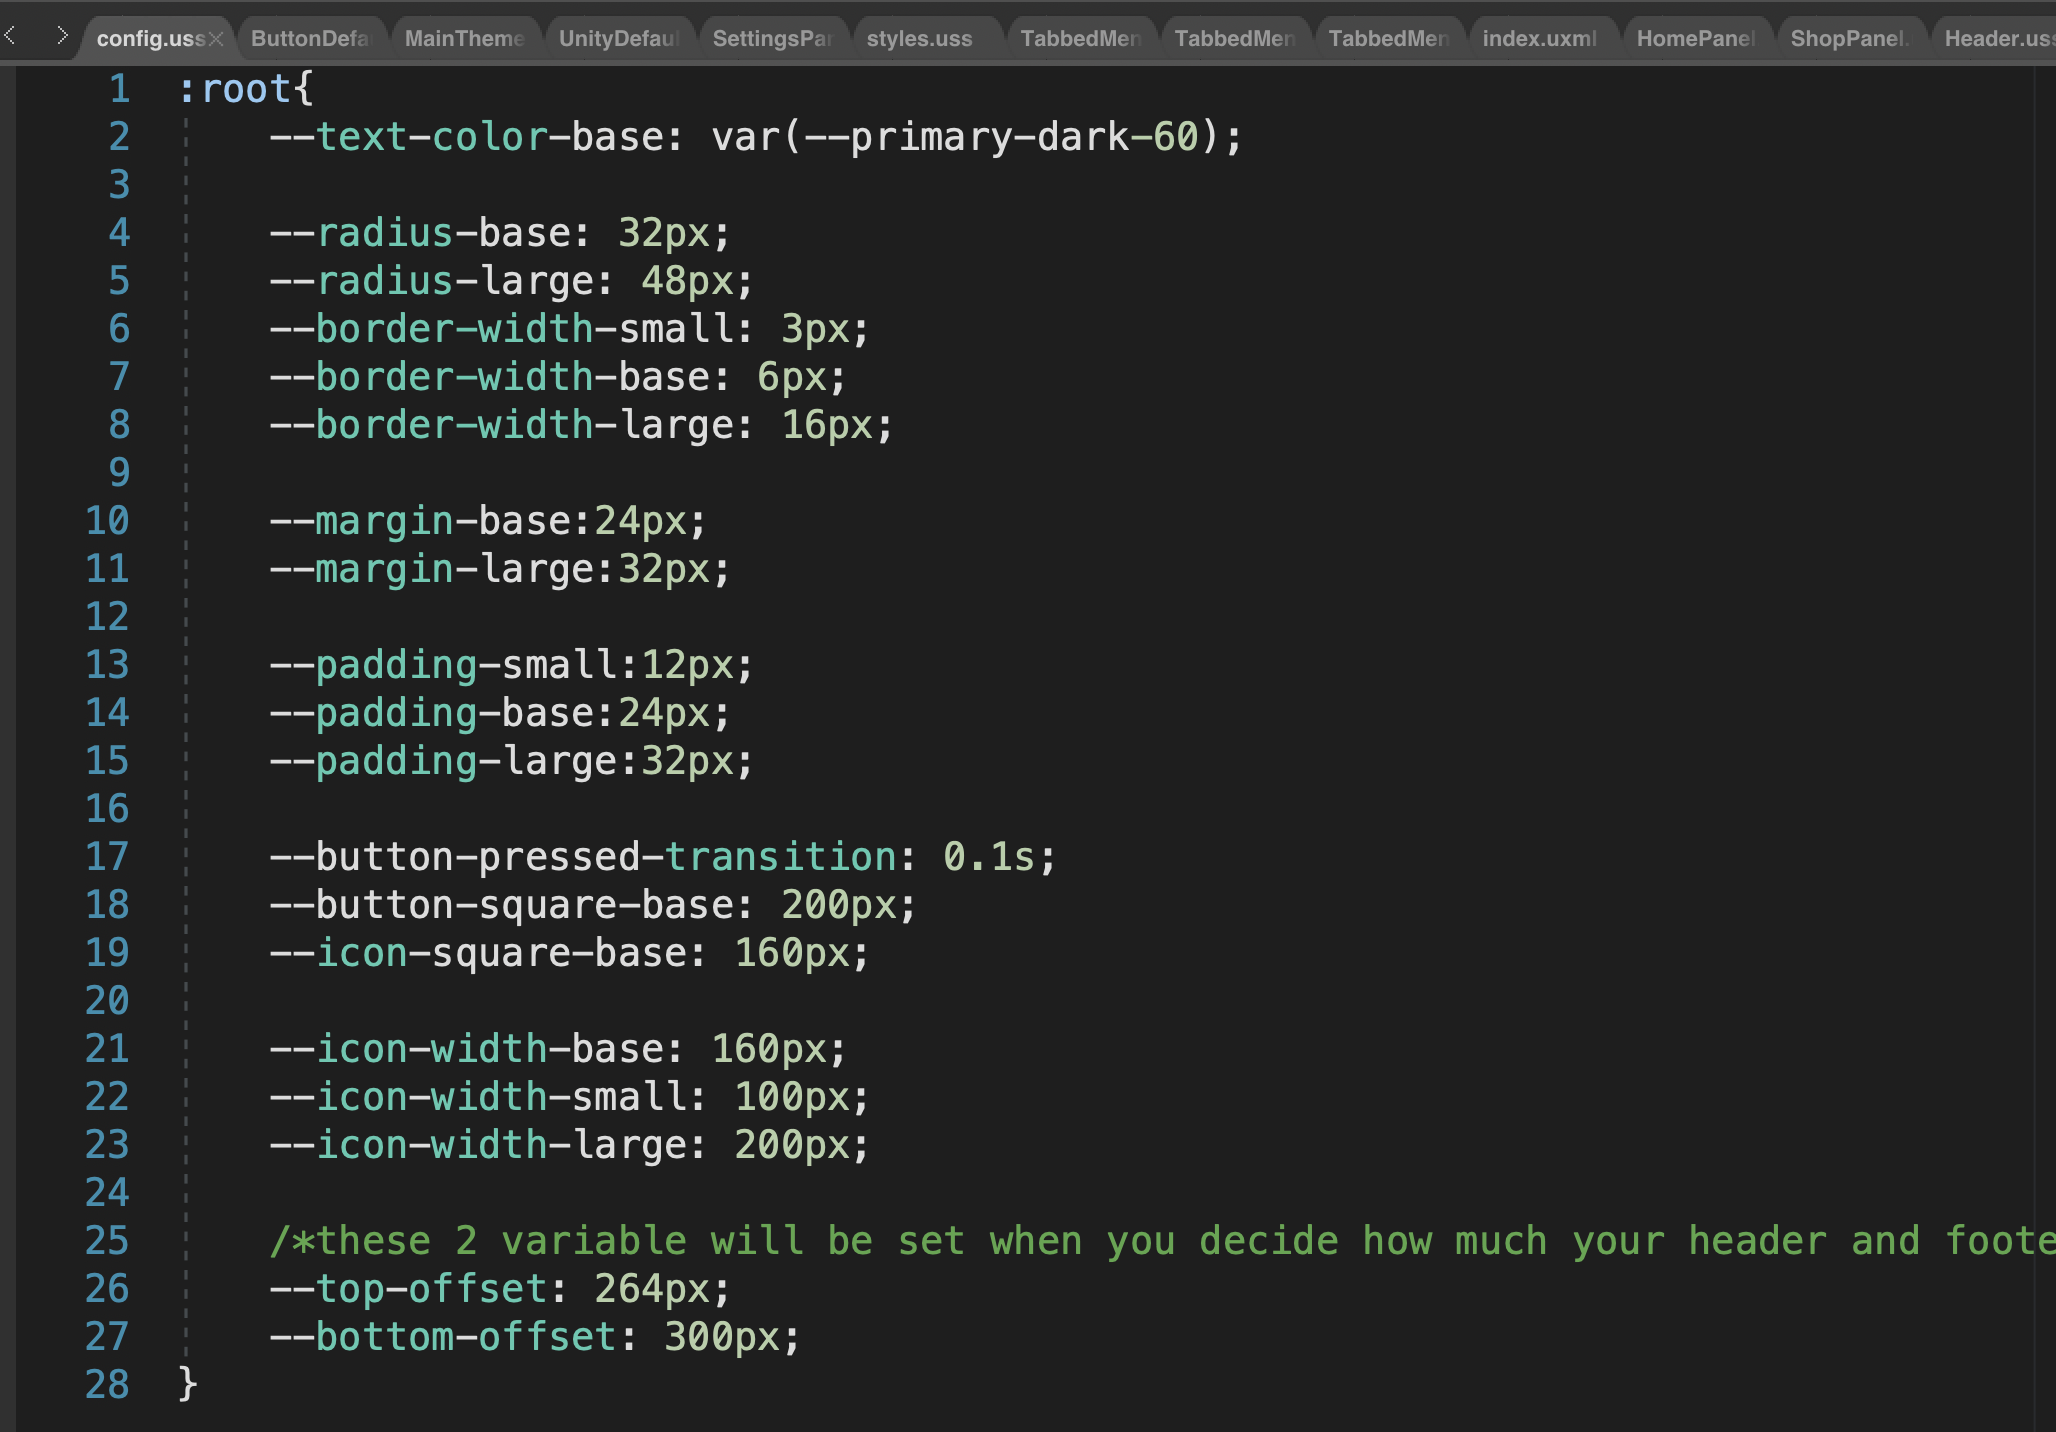 config.uss ButtonDefa MainTheme UnityDefau SettingsPar styles.uss TabbedMen TabbedMen TabbedMen index.uxml HomePanel ShopPanel. Header.uss
1 :root{
2 --text-color-base: var(--primary-dark-60);
3
4 --radius-base: 32px;
5 --radius-large: 48px;
6 --border-width-small: 3px;
7 --border-width-base: 6px;
8 --border-width-large: 16px;
9
10 --margin-base:24px;
11 --margin-large:32px;
12
13 --padding-small:12px;
14 --padding-base:24px;
15 --padding-large:32px;
16
17 --button-pressed-transition: 0.1s;
18 --button-square-base: 200px;
19 --icon-square-base: 160px;
20
21 --icon-width-base: 160px;
22 --icon-width-small: 100px;
23 --icon-width-large: 200px;
24
25 /*these 2 variable will be set when you decide how much your header and foote
26 --top-offset: 264px;
27 --bottom-offset: 300px;
28 }